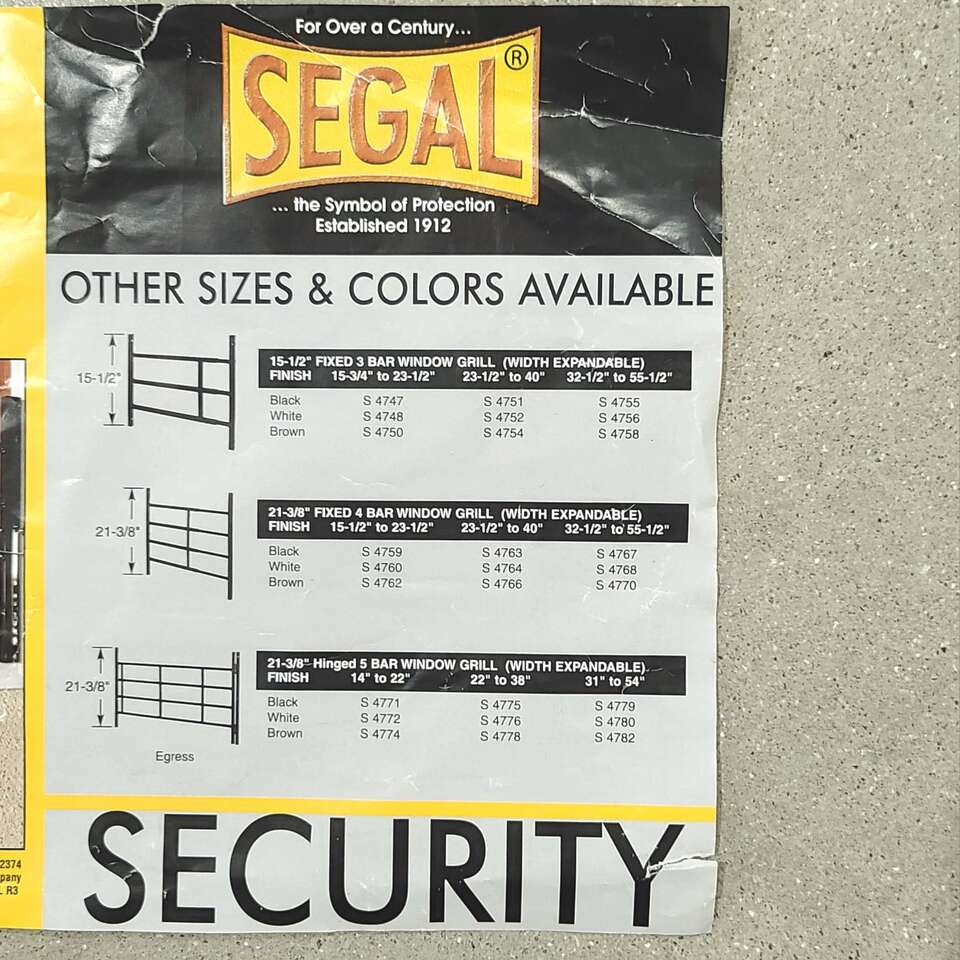 For Over a Century...
SEGAL®
... the Symbol of Protection
Established 1912
OTHER SIZES & COLORS AVAILABLE
15-1/2"
15-1/2" FIXED 3 BAR WINDOW GRILL (WIDTH EXPANDABLE)
FINISH 15-3/4" to 23-1/2" 23-1/2" to 40" 32-1/2" to 55-1/2"
Black S 4747 S 4751 S 4755
White S 4748 S 4752 S 4756
Brown S 4750 S 4754 S 4758
21-3/8"
21-3/8" FIXED 4 BAR WINDOW GRILL (WIDTH EXPANDABLE)
FINISH 15-1/2" to 23-1/2" 23-1/2" to 40" 32-1/2" to 55-1/2"
Black S 4759 S 4763 S 4767
White S 4760 S 4764 S 4768
Brown S 4762 S 4766 S 4770
21-3/8"
21-3/8" Hinged 5 BAR WINDOW GRILL (WIDTH EXPANDABLE)
FINISH 14" to 22" 22" to 38" 31" to 54"
Black S 4771 S 4775 S 4779
White S 4772 S 4776 S 4780
Brown S 4774 S 4778 S 4782
Egress
SECURITY
2374
pany
L R3